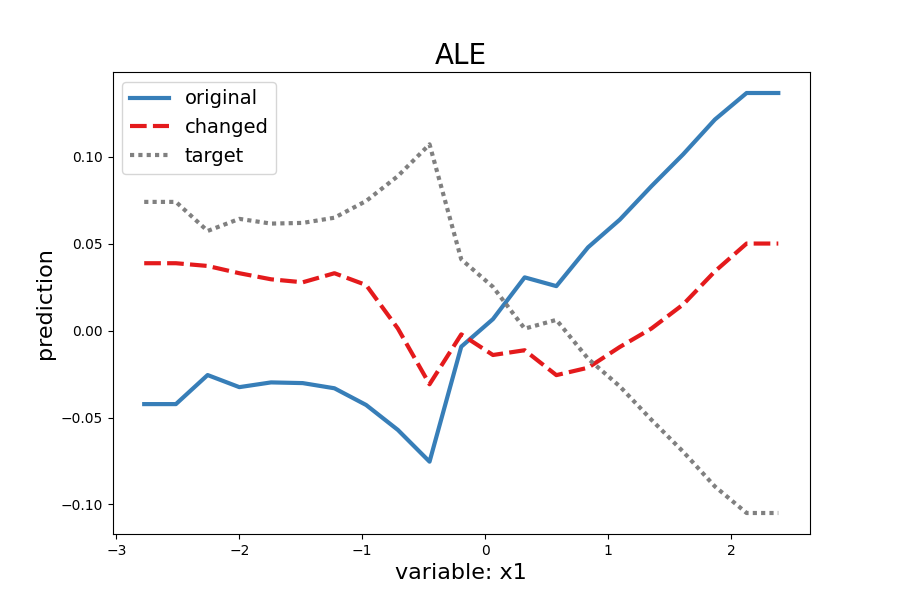 ALE
original
changed
target
prediction
0.10
0.05
0.00
−0.05
−0.10
−3
−2
−1
0
1
2
variable: x1